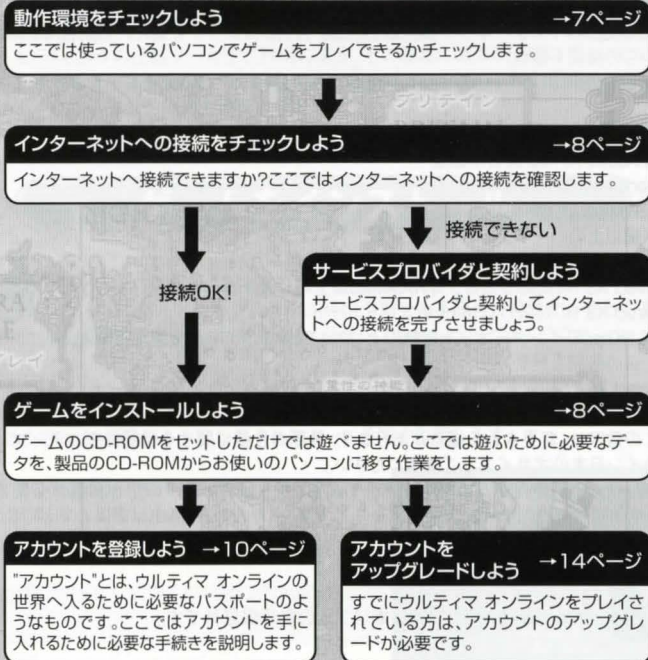 動作環境をチェックしよう →7ページ
ここでは使っているパソコンでゲームをプレイできるかチェックします。
ブリテイン
インターネットへの接続をチェックしよう →8ページ
インターネットへ接続できますか?ここではインターネットへの接続を確認します。
接続できない
接続OK!
サービスプロバイダと契約しよう
サービスプロバイダと契約してインターネッ
トへの接続を完了させましょう。
ゲームをインストールしよう →8ページ
ゲームのCD-ROMをセットしただけでは遊べません。ここでは遊ぶために必要なデー
タを、製品のCD-ROMからお使いのパソコンに移す作業をします。
アカウントを登録しよう →10ページ
"アカウント"とは、ウルティマ オンラインの
世界へ入るために必要なパスポートのよ
うなものです。ここではアカウントを手に
入れるために必要な手続きを説明します。
アカウントを
アップグレードしよう →14ページ
すでにウルティマ オンラインをプレイさ
れている方は、アカウントのアップグレ
ードが必要です。